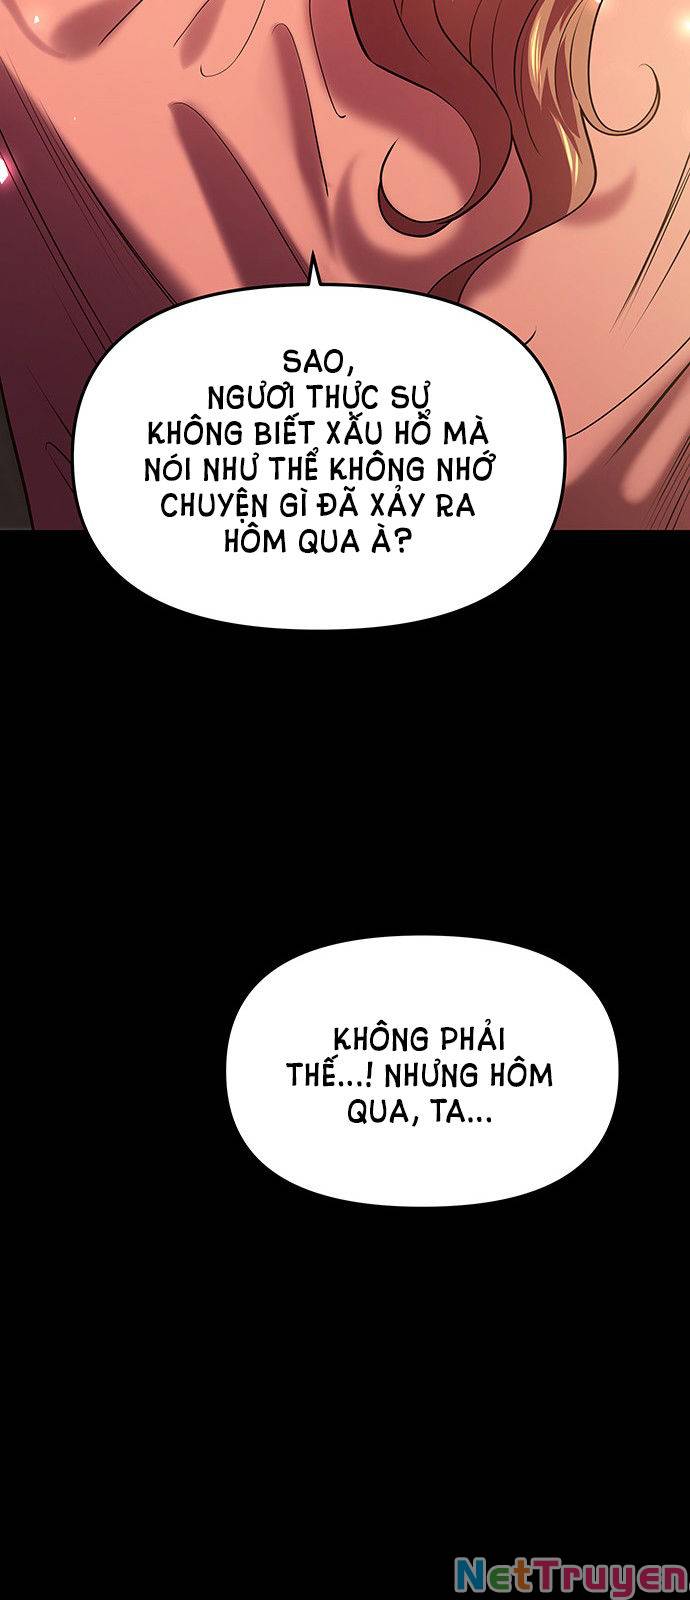 SAO,
NGƯƠI THỰC SỰ
KHÔNG BIẾT XẤU HỔ MÀ
NÓI NHƯ THỂ KHÔNG NHỚ
CHUYỆN GÌ ĐÃ XẢY RA
HÔM QUA À?
KHÔNG PHẢI
THẾ...! NHƯNG HÔM
QUA, TA...
NetTruyen